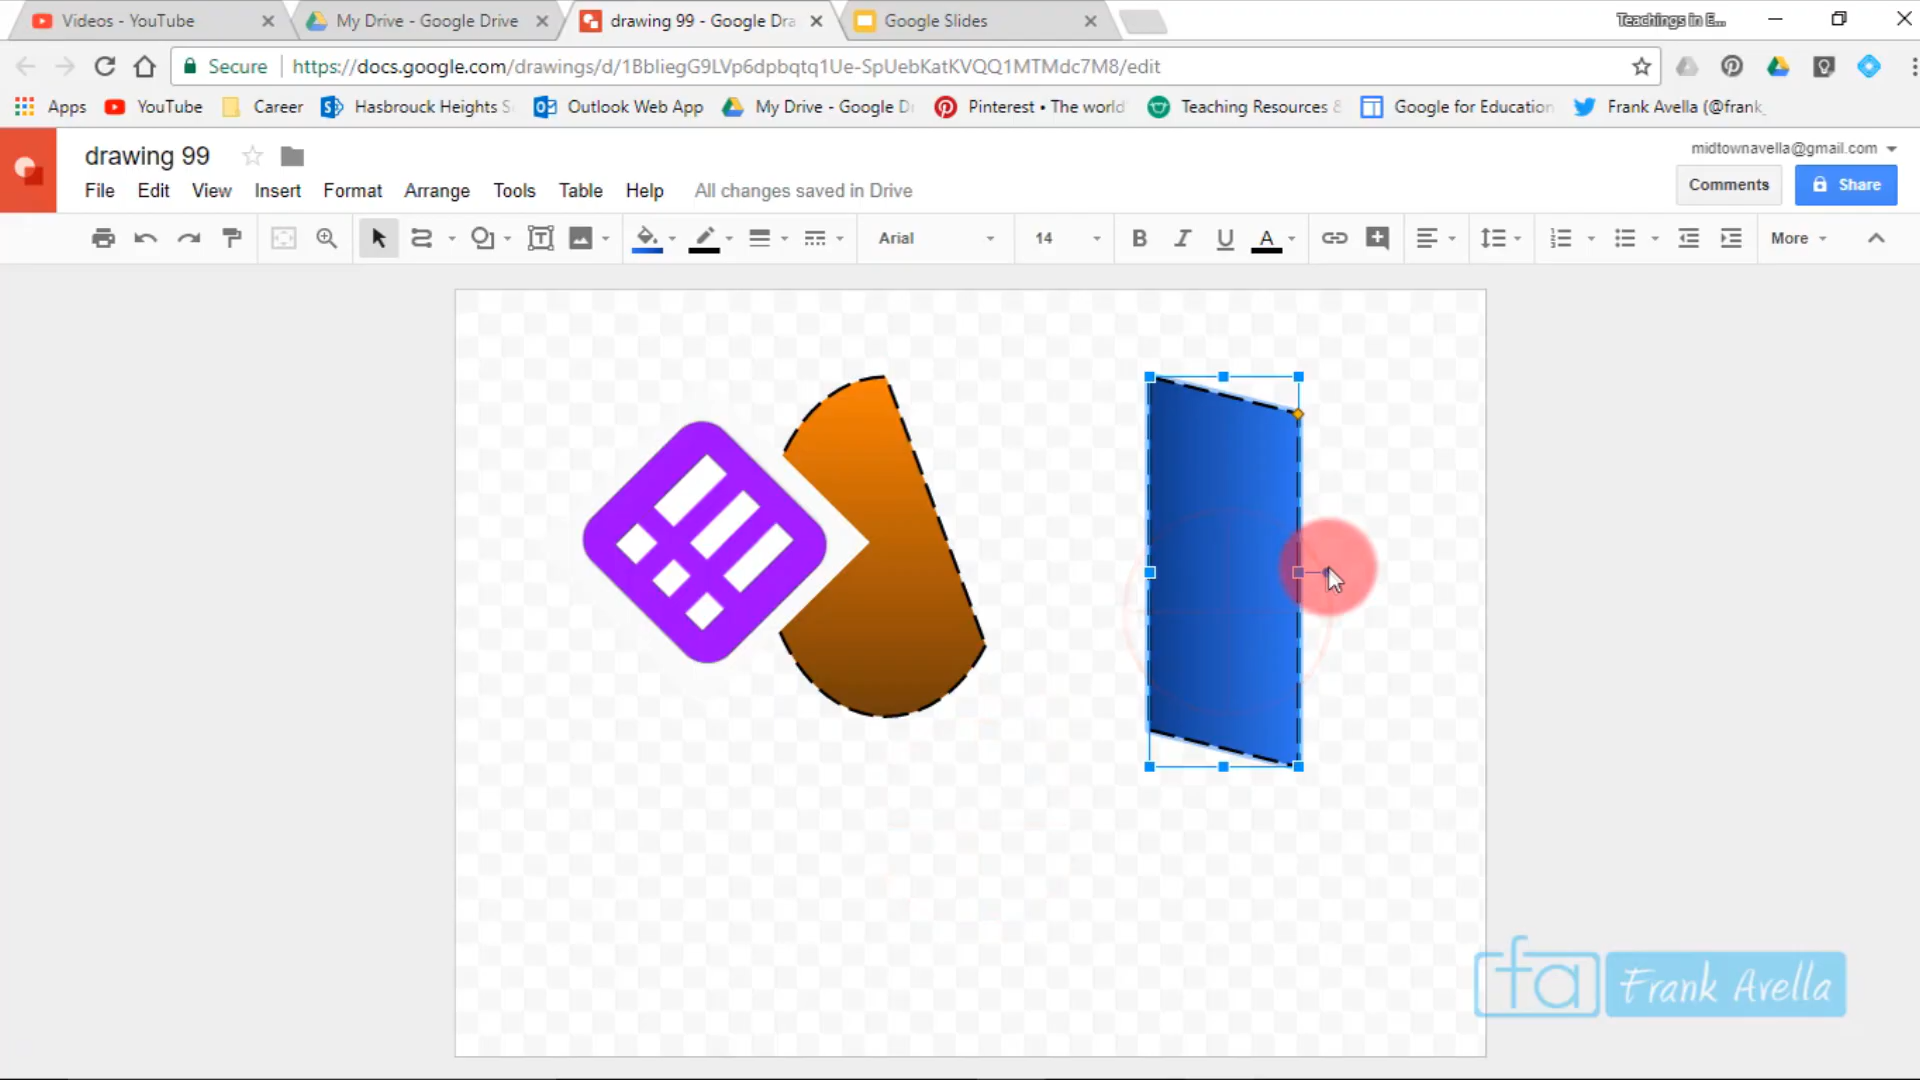 Videos - YouTube
My Drive - Google Drive
drawing 99 - Google Dra
Google Slides
Teachings in E...
Secure
https://docs.google.com/drawings/d/1BbliegG9LVp6dpbqtq1Ue-SpUebKatKVQQ1MTMdc7M8/edit
Apps
YouTube
Career
Hasbrouck Heights S
Outlook Web App
My Drive - Google D
Pinterest • The world
Teaching Resources &
Google for Education
Frank Avella (@frank_
drawing 99
midtownavella@gmail.com
File Edit View Insert Format Arrange Tools Table Help
All changes saved in Drive
Comments
Share
Arial
14
B I U A
More
fa
Frank Avella